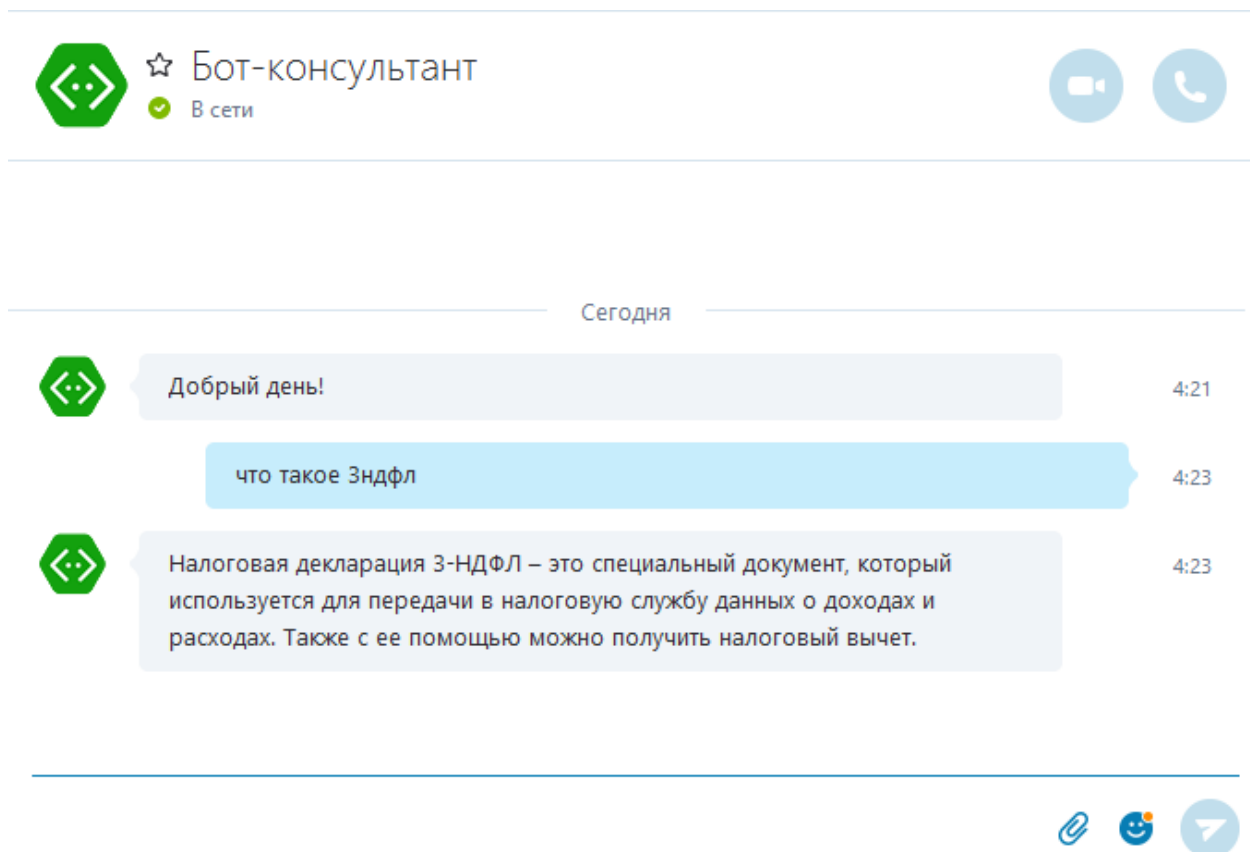 Бот-консультант
В сети
Сегодня
Добрый день!
4:21
что такое 3ндфл
4:23
Налоговая декларация 3-НДФЛ – это специальный документ, который
4:23
используется для передачи в налоговую службу данных о доходах и
расходах. Также с ее помощью можно получить налоговый вычет.